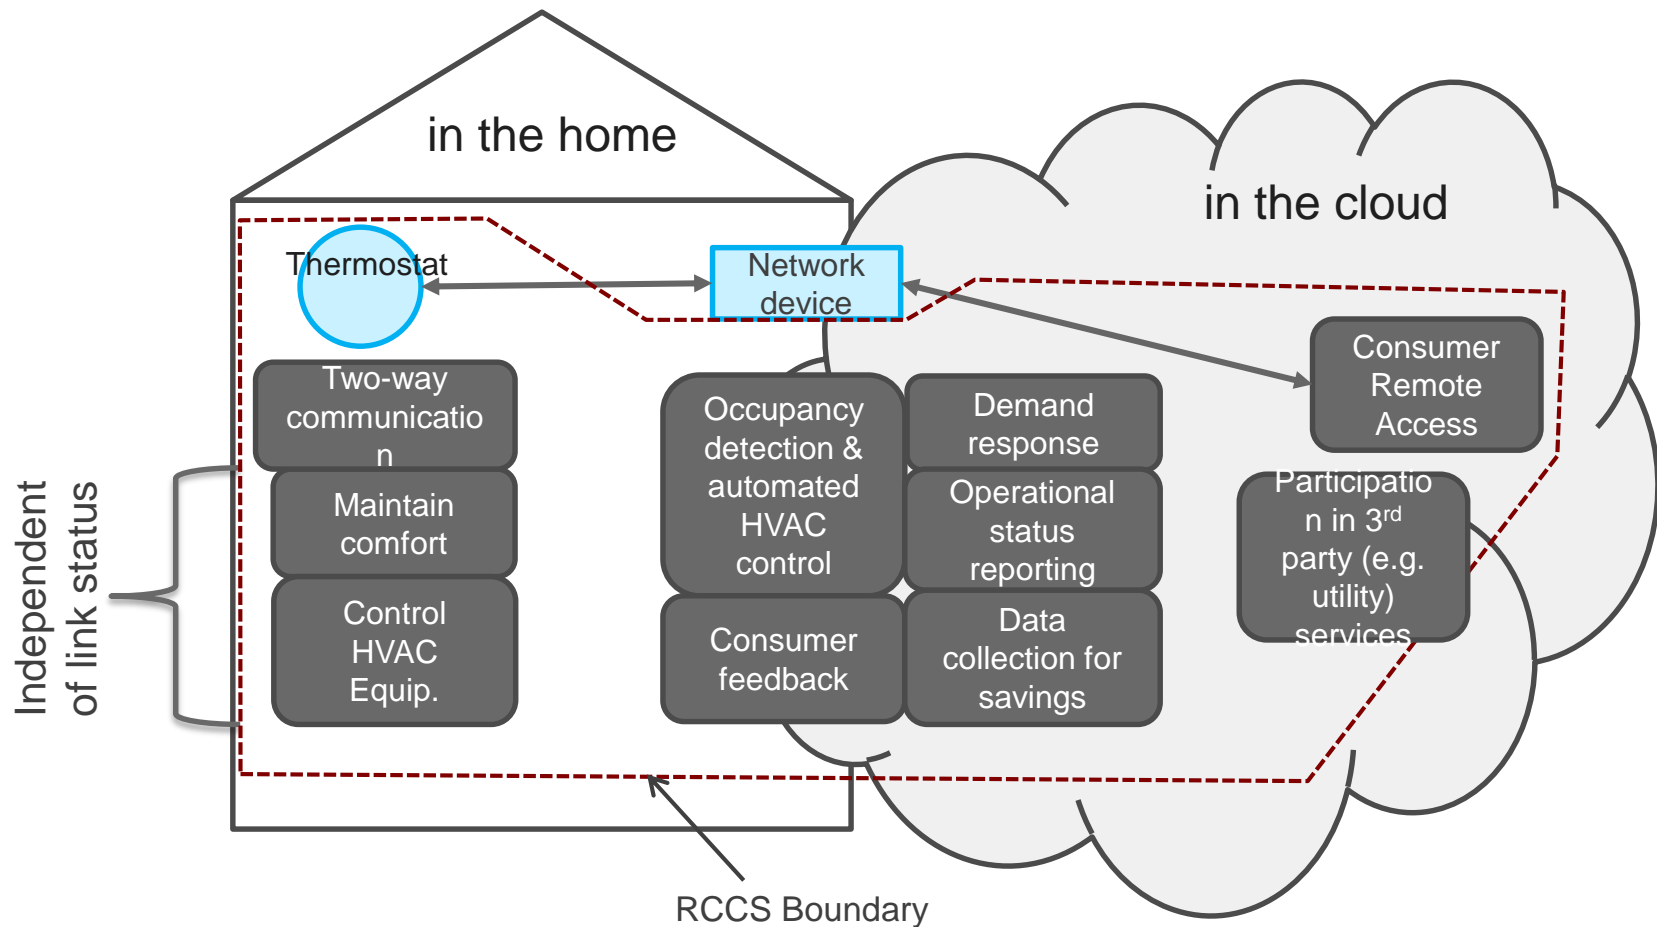 in the home
in the cloud
Thermostat
Network
device
Two-way
communicatio
n
Maintain
comfort
Control
HVAC
Equip.
Independent
of link status
Occupancy
detection &
automated
HVAC
control
Consumer
feedback
Demand
response
Operational
status
reporting
Data
collection for
savings
Consumer
Remote
Access
Participatio
n in 3rd
party (e.g.
utility)
services
RCCS Boundary